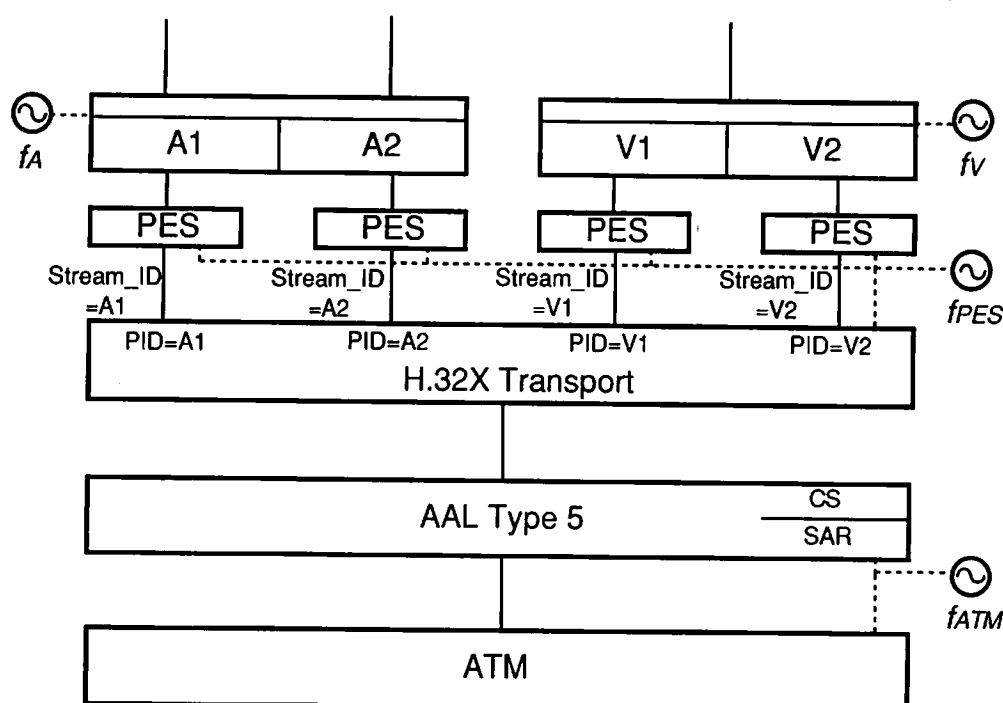 A1
A2
V1
V2
fA
fV
PES
PES
PES
PES
Stream_ID
=A1
Stream_ID
=A2
Stream_ID
=V1
Stream_ID
=V2
fPES
PID=A1
PID=A2
PID=V1
PID=V2
H.32X Transport
AAL Type 5
CS
SAR
fATM
ATM